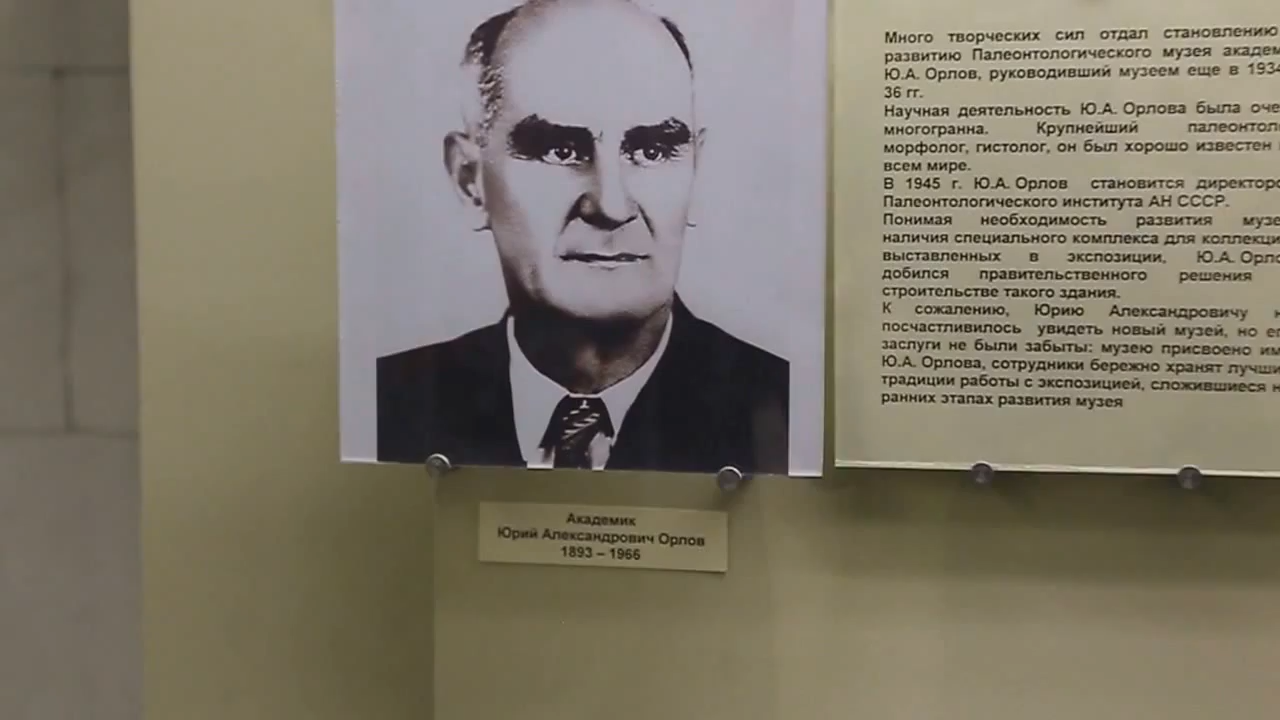 Много творческих сил отдал становлению
развитию Палеонтологического музея акаде
Ю.А. Орлов, руководивший музеем еще в 1934
36 гг.
Научная деятельность Ю.А. Орлова была оче
многогранна. Крупнейший палеонтоло
морфолог, гистолог, он был хорошо известен
всем мире.
В 1945 г. Ю.А. Орлов становится директоро
Палеонтологического института АН СССР.
Понимая необходимость развития музе
наличия специального комплекса для коллекци
выставленных в экспозиции, Ю.А. Орло
добился правительственного решения
строительстве такого здания.
К сожалению, Юрию Александровичу н
посчастливилось увидеть новый музей, но ег
заслуги не были забыты: музею присвоено им
Ю.А. Орлова, сотрудники бережно хранят лучши
традиции работы с экспозицией, сложившиеся н
ранних этапах развития музея
Академик
Юрий Александрович Орлов
1893 – 1966